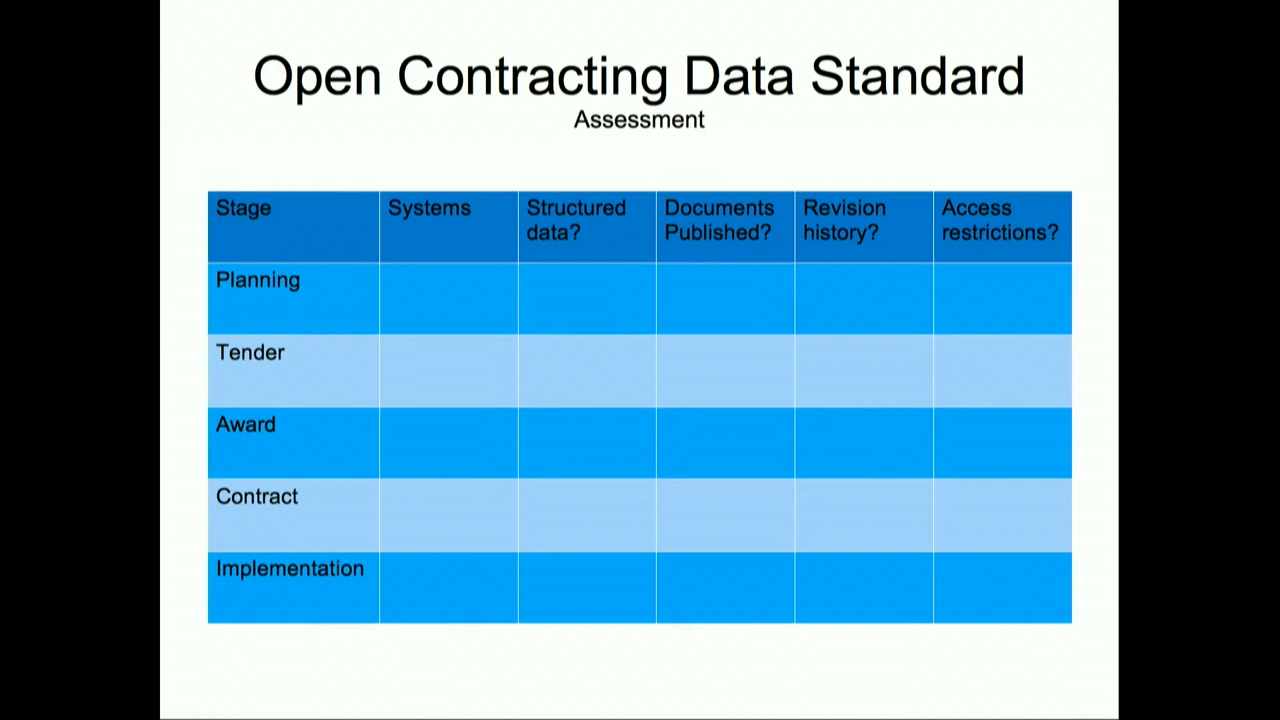 Open Contracting Data Standard
Assessment
Stage
Systems
Structured
data?
Documents
Published?
Revision
history?
Access
restrictions?
Planning
Tender
Award
Contract
Implementation